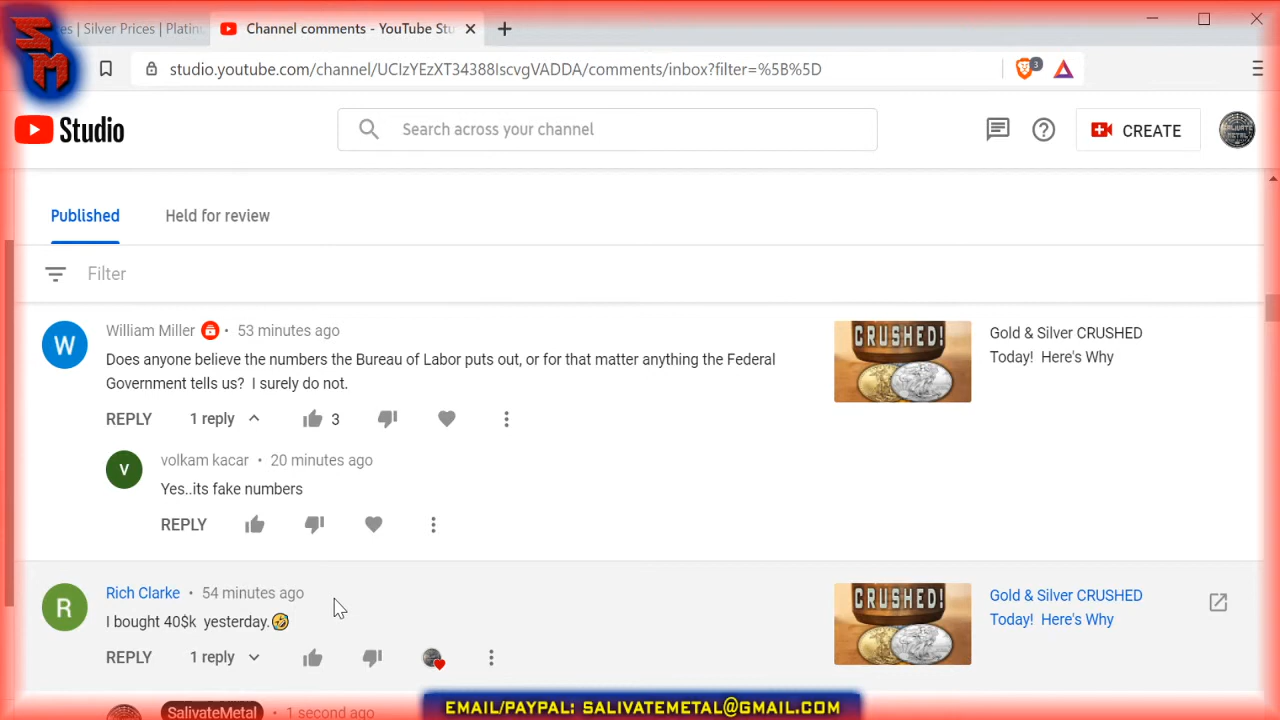 SM
es | Silver Prices | Platin
Channel comments - YouTube Stu
studio.youtube.com/channel/UCIzYEzXT34388lscvgVADDA/comments/inbox?filter=%5B%5D
3
Studio
Search across your channel
CREATE
Published
Held for review
Filter
W
William Miller • 53 minutes ago
Does anyone believe the numbers the Bureau of Labor puts out, or for that matter anything the Federal
Government tells us? I surely do not.
REPLY 1 reply 3
CRUSHED!
Gold & Silver CRUSHED
Today! Here's Why
V
volkam kacar • 20 minutes ago
Yes..its fake numbers
REPLY
R
Rich Clarke • 54 minutes ago
I bought 40$k yesterday.🤣
REPLY 1 reply
CRUSHED!
Gold & Silver CRUSHED
Today! Here's Why
SalivateMetal • 1 second ago
EMAIL/PAYPAL: SALIVATEMETAL@GMAIL.COM